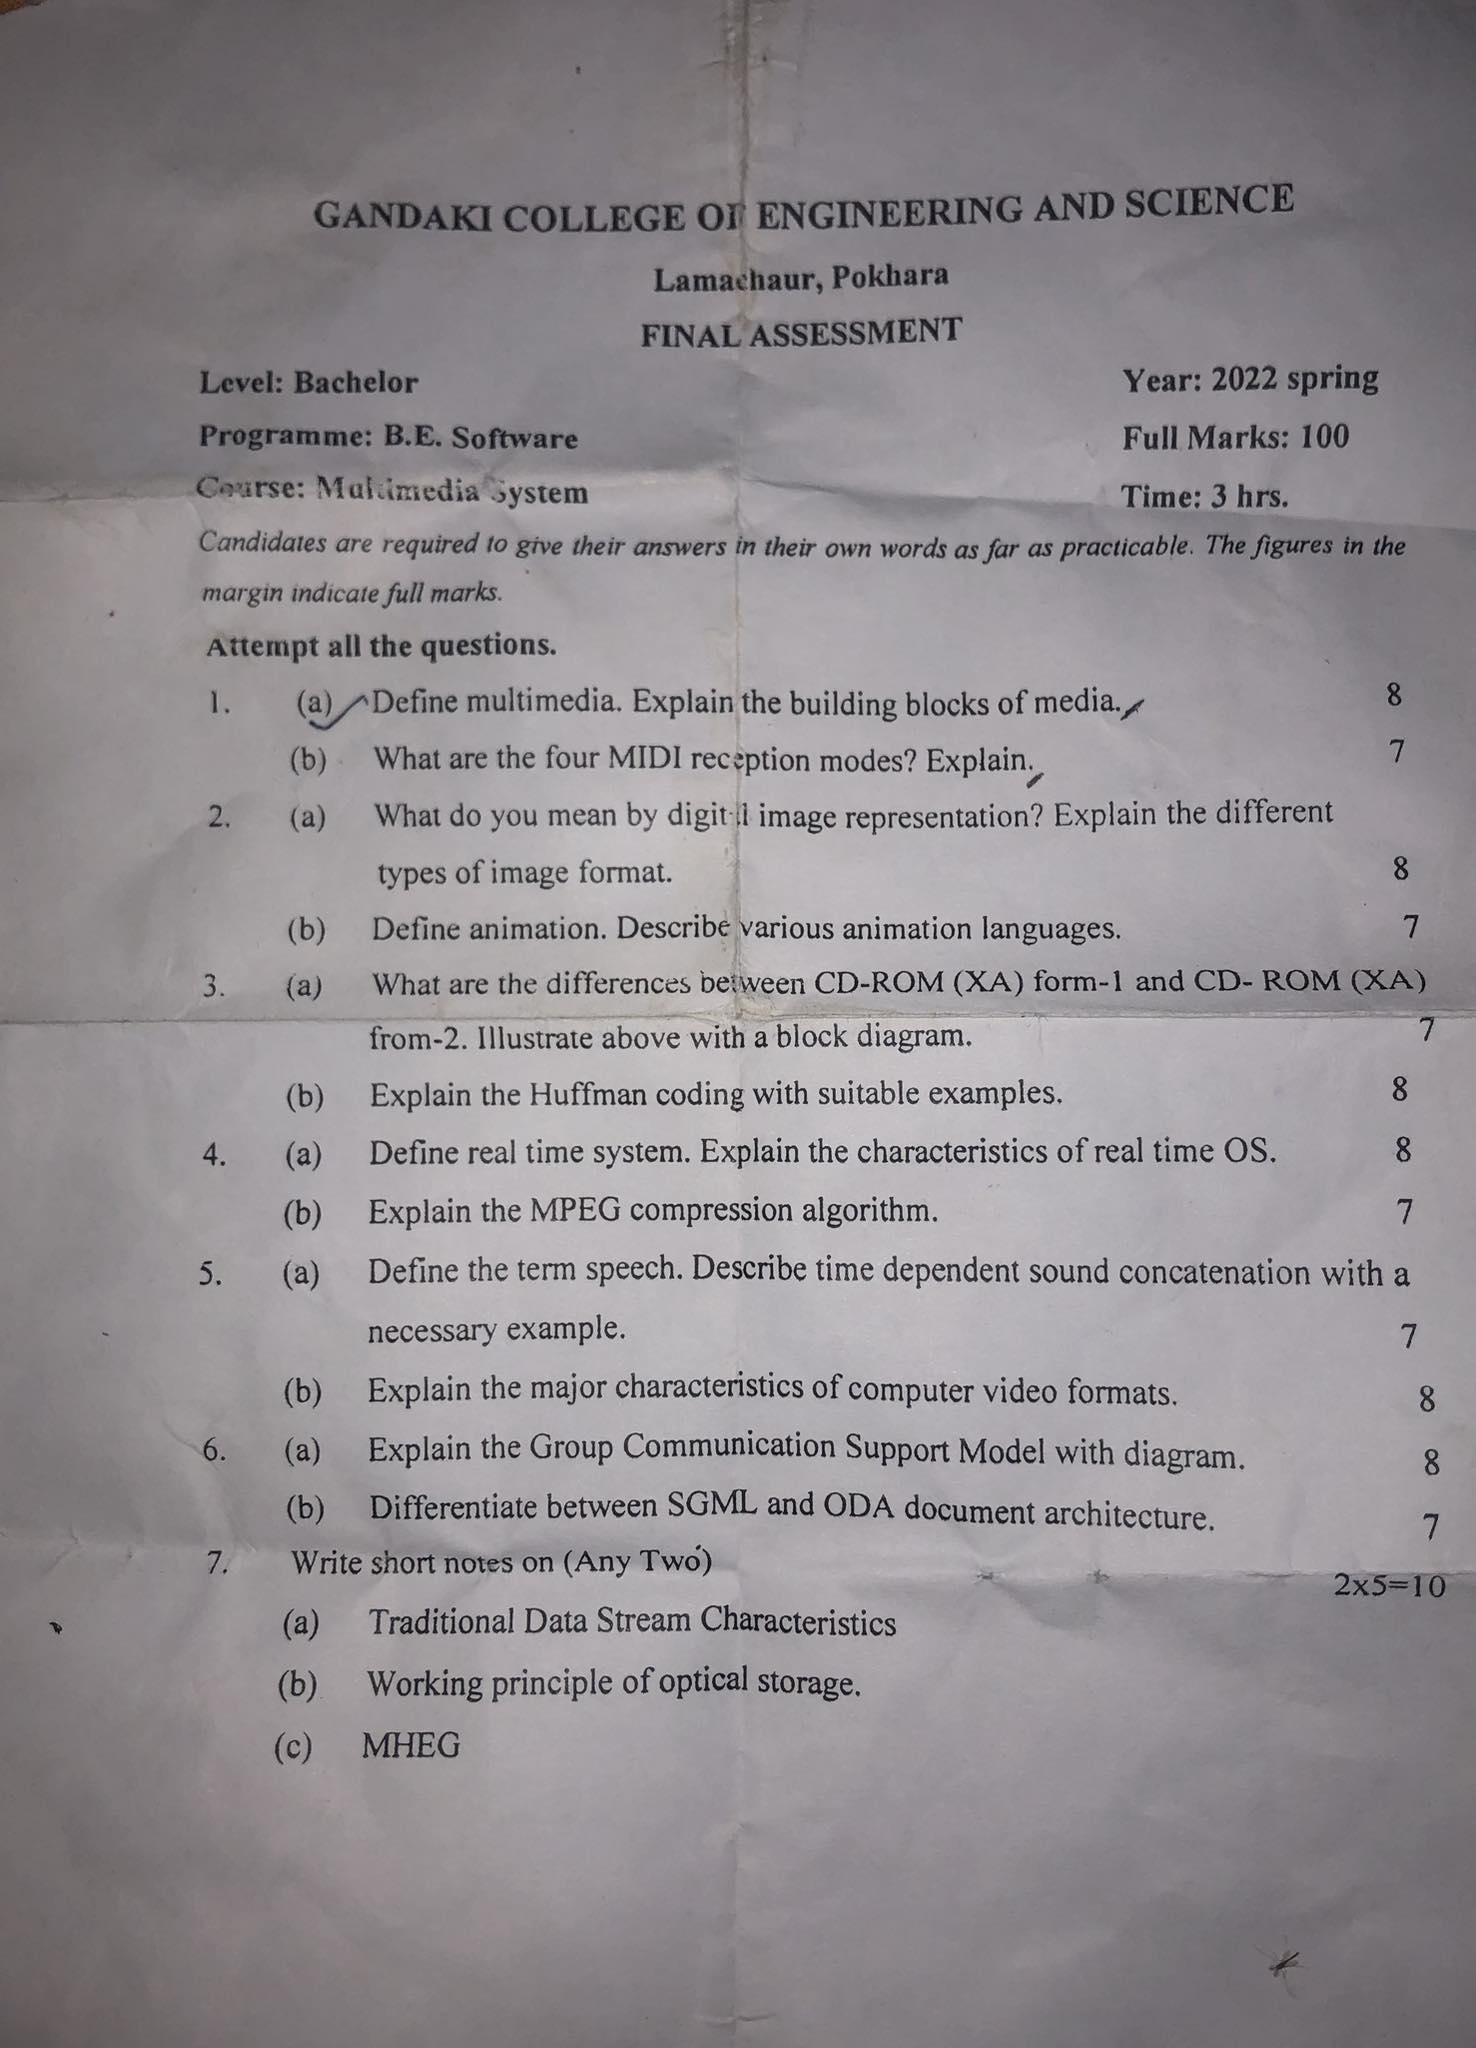 GANDAKI COLLEGE OF ENGINEERING AND SCIENCE
Lamachaur, Pokhara
FINAL ASSESSMENT
Level: Bachelor Year: 2022 spring
Programme: B.E. Software Full Marks: 100
Course: Multimedia System Time: 3 hrs.
Candidates are required to give their answers in their own words as far as practicable. The figures in the
margin indicate full marks.
Attempt all the questions.
1. (a) Define multimedia. Explain the building blocks of media. 8
(b) What are the four MIDI reception modes? Explain. 7
2. (a) What do you mean by digital image representation? Explain the different
types of image format. 8
(b) Define animation. Describe various animation languages. 7
3. (a) What are the differences between CD-ROM (XA) form-1 and CD- ROM (XA)
from-2. Illustrate above with a block diagram. 7
(b) Explain the Huffman coding with suitable examples. 8
4. (a) Define real time system. Explain the characteristics of real time OS. 8
(b) Explain the MPEG compression algorithm. 7
5. (a) Define the term speech. Describe time dependent sound concatenation with a
necessary example. 7
(b) Explain the major characteristics of computer video formats. 8
6. (a) Explain the Group Communication Support Model with diagram. 8
(b) Differentiate between SGML and ODA document architecture. 7
7. Write short notes on (Any Two) 2x5=10
(a) Traditional Data Stream Characteristics
(b) Working principle of optical storage.
(c) MHEG